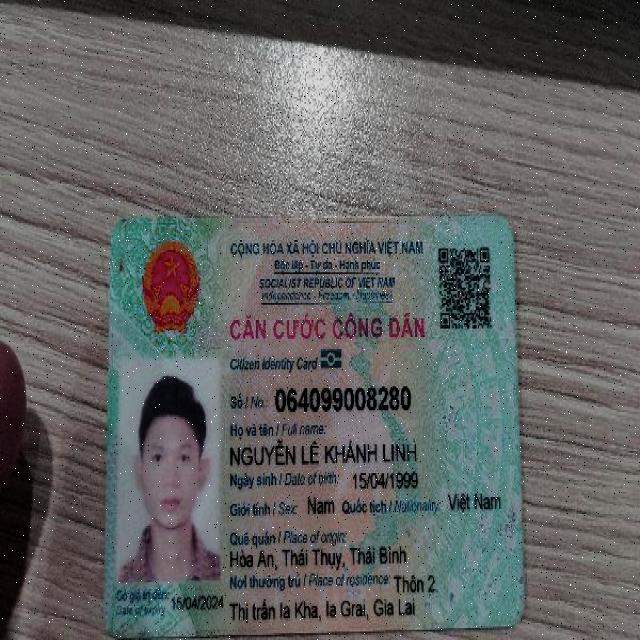 CỘNG HÒA XÃ HỘI CHỦ NGHĨA VIỆT NAM
Độc lập - Tự do - Hạnh phúc
SOCIALIST REPUBLIC OF VIET NAM
Independence - Freedom - Happiness
CĂN CƯỚC CÔNG DÂN
Citizen Identity Card
Số / No.: 064099008280
Họ và tên / Full name:
NGUYỄN LÊ KHÁNH LINH
Ngày sinh / Date of birth: 15/04/1999
Giới tính / Sex: Nam Quốc tịch / Nationality: Việt Nam
Quê quán / Place of origin:
Hòa An, Thái Thụy, Thái Bình
Nơi thường trú / Place of residence: Thôn 2
Thị trấn Ia Kha, Ia Grai, Gia Lai
Có giá trị đến: 15/04/2024
Date of expiry